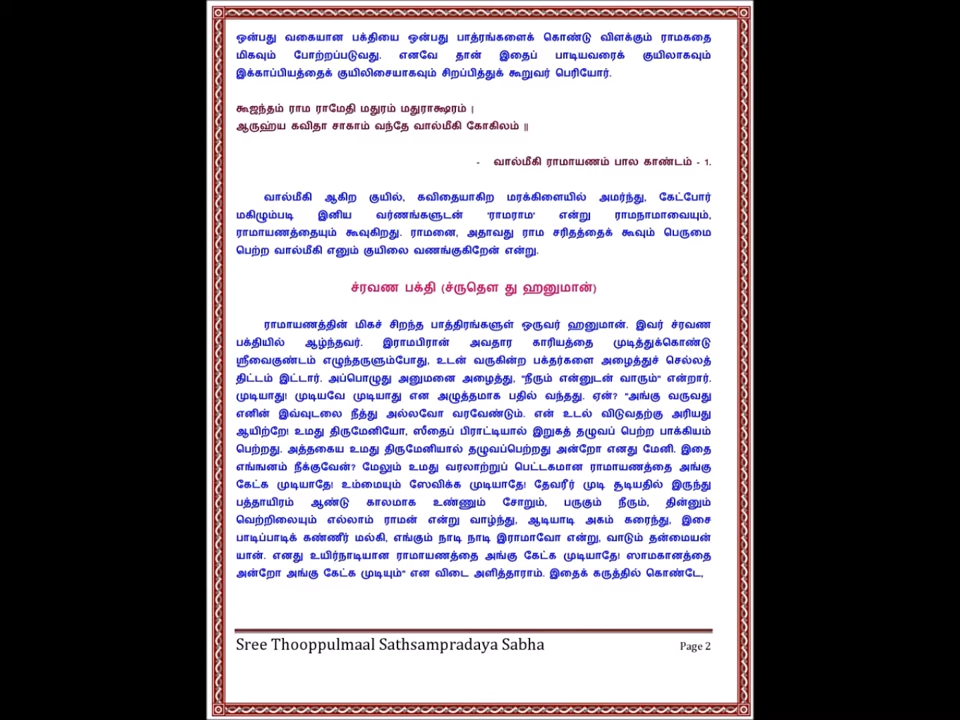 ஒன்பது வகையான பக்தியை ஒன்பது பாத்ரங்களைக் கொண்டு விளக்கும் ராமகதை
மிகவும் போற்றப்படுவது. எனவே தான் இதைப் பாடியவரைக் குயிலாகவும்
இக்காப்பியத்தைக் குயிலிசையாகவும் சிறப்பித்துக் கூறுவர் பெரியோர்.
கூஜந்தம் ராம ராமேதி மதுரம் மதுராக்ஷரம் |
ஆருஹ்ய கவிதா சாகாம் வந்தே வால்மீகி கோகிலம் ||
- வால்மீகி ராமாயணம் பால காண்டம் - 1.
வால்மீகி ஆகிற குயில், கவிதையாகிற மரக்கிளையில் அமர்ந்து, கேட்போர்
மகிழும்படி இனிய வர்ணங்களுடன் 'ராமராம' என்று ராமநாமாவையும்,
ராமாயணத்தையும் கூவுகிறது. ராமனை, அதாவது ராம சரிதத்தைக் கூவும் பெருமை
பெற்ற வால்மீகி எனும் குயிலை வணங்குகிறேன் என்று.
ச்ரவண பக்தி (ச்ருதௌ து ஹனுமான்)
ராமாயணத்தின் மிகச் சிறந்த பாத்திரங்களுள் ஒருவர் ஹனுமான். இவர் ச்ரவண
பக்தியில் ஆழ்ந்தவர். இராமபிரான் அவதார காரியத்தை முடித்துக்கொண்டு
ஸ்ரீவைகுண்டம் எழுந்தருளும்போது, உடன் வருகின்ற பக்தர்களை அழைத்துச் செல்லத்
திட்டம் இட்டார். அப்பொழுது அனுமனை அழைத்து, "நீரும் என்னுடன் வாரும்" என்றார்.
முடியாது! முடியவே முடியாது என அழுத்தமாக பதில் வந்தது. ஏன்? "அங்கு வருவது
எனின் இவ்வுடலை நீத்து அல்லவோ வரவேண்டும். என் உடல் விடுவதற்கு அரியது
ஆயிற்றே! உமது திருமேனியோ, ஸீதைப் பிராட்டியால் இறுகத் தழுவப் பெற்ற பாக்கியம்
பெற்றது. அத்தகைய உமது திருமேனியால் தழுவப்பெற்றது அன்றோ எனது மேனி. இதை
எங்ஙனம் நீக்குவேன்? மேலும் உமது வரலாற்றுப் பெட்டகமான ராமாயணத்தை அங்கு
கேட்க முடியாதே! உம்மையும் ஸேவிக்க முடியாதே! தேவரீர் முடி சூடியதில் இருந்து
பத்தாயிரம் ஆண்டு காலமாக உண்ணும் சோறும், பருகும் நீரும், தின்னும்
வெற்றிலையும் எல்லாம் ராமன் என்று வாழ்ந்து, ஆடியாடி அகம் கரைந்து, இசை
பாடிப்பாடிக் கண்ணீர் மல்கி, எங்கும் நாடி நாடி இராமாவோ என்று, வாடும் தன்மையன்
யான். எனது உயிர்நாடியான ராமாயணத்தை அங்கு கேட்க முடியாதே! ஸாமகானத்தை
அன்றோ அங்கு கேட்க முடியும்" என விடை அளித்தாராம். இதைக் கருத்தில் கொண்டே,
Sree Thooppulmaal Sathsampradaya Sabha Page 2